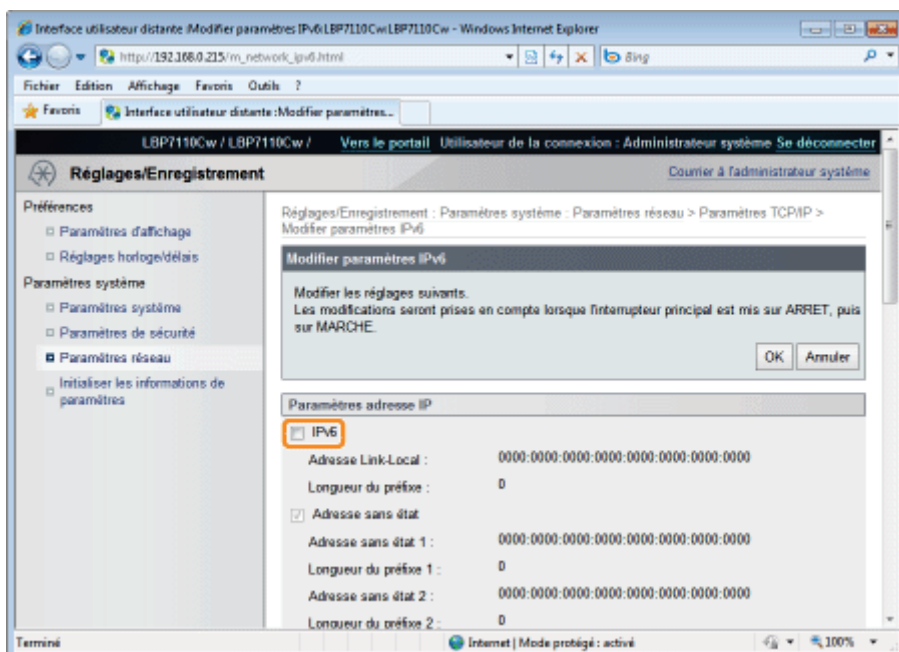 Interface utilisateur distante :Modifier paramètres IPv6:LBP7110Cw:LBP7110Cw - Windows Internet Explorer
http://192.168.0.215/m_network_ipv6.html
Bing
Fichier Edition Affichage Favoris Outils ?
Favoris Interface utilisateur distante :Modifier paramètres...
LBP7110Cw / LBP7110Cw / Vers le portail Utilisateur de la connexion : Administrateur système Se déconnecter
Réglages/Enregistrement Courrier à l'administrateur système
Préférences
Paramètres d'affichage
Réglages horloge/délais
Paramètres système
Paramètres système
Paramètres de sécurité
Paramètres réseau
Initialiser les informations de
paramètres
Réglages/Enregistrement : Paramètres système : Paramètres réseau > Paramètres TCP/IP >
Modifier paramètres IPv6
Modifier paramètres IPv6
Modifier les réglages suivants.
Les modifications seront prises en compte lorsque l'interrupteur principal est mis sur ARRET, puis
sur MARCHE.
OK Annuler
Paramètres adresse IP
IPv6
Adresse Link-Local : 0000:0000:0000:0000:0000:0000:0000:0000
Longueur du préfixe : 0
Adresse sans état
Adresse sans état 1 : 0000:0000:0000:0000:0000:0000:0000:0000
Longueur du préfixe 1 : 0
Adresse sans état 2 : 0000:0000:0000:0000:0000:0000:0000:0000
Longueur du préfixe 2 : 0
Terminé Internet | Mode protégé : activé 100%